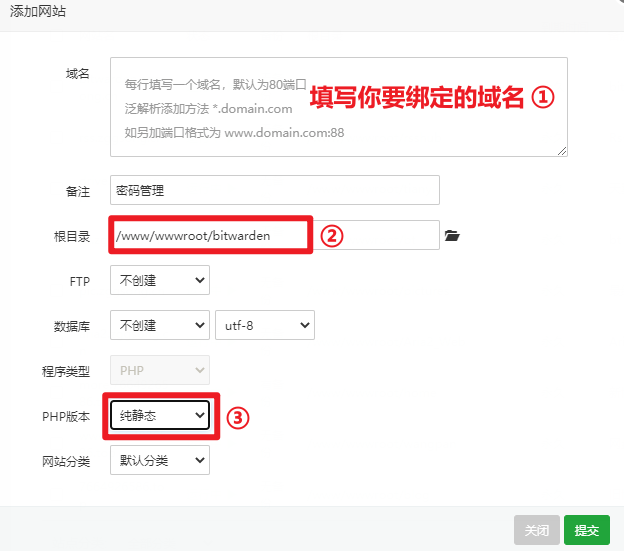 添加网站
域名
每行填写一个域名，默认为80端口
泛解析添加方法 *.domain.com
如另加端口格式为 www.domain.com:88
填写你要绑定的域名 ①
备注
密码管理
根目录
/www/wwwroot/bitwarden
②
FTP
不创建
数据库
不创建
utf-8
程序类型
PHP
PHP版本
纯静态
③
网站分类
默认分类
关闭
提交